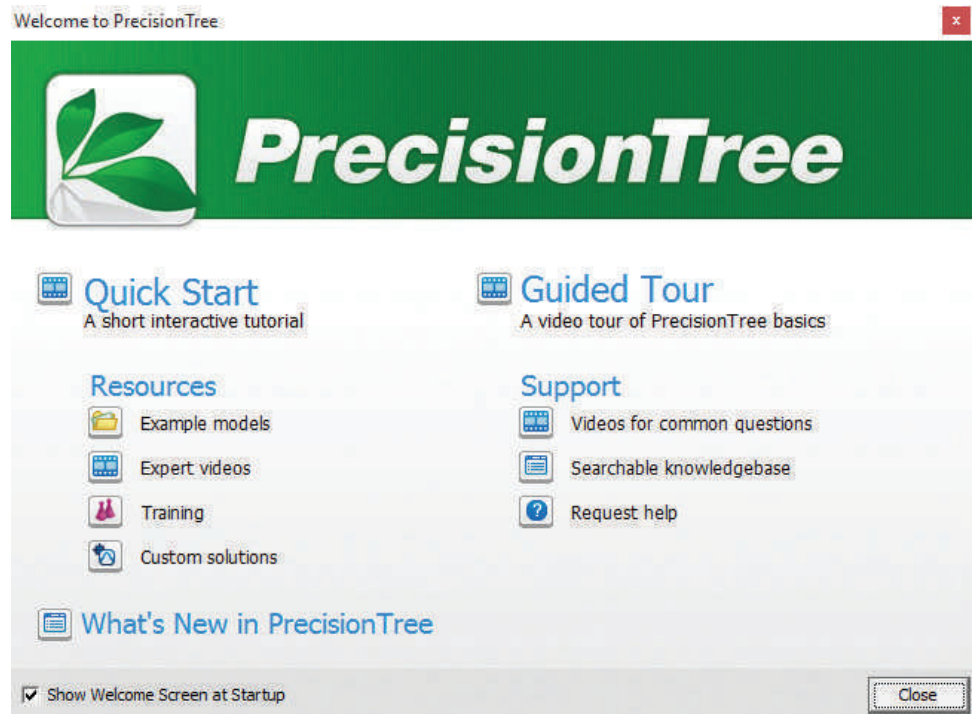 Welcome to PrecisionTree
x
PrecisionTree
Quick Start
A short interactive tutorial
Guided Tour
A video tour of PrecisionTree basics
Resources
Example models
Expert videos
Training
Custom solutions
Support
Videos for common questions
Searchable knowledgebase
? Request help
What's New in PrecisionTree
Show Welcome Screen at Startup
Close